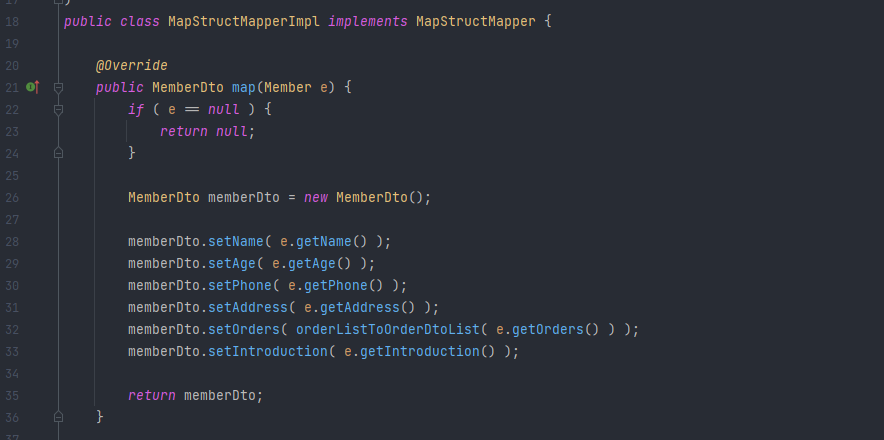 17 }
18 public class MapStructMapperImpl implements MapStructMapper {
19
20 @Override
21 public MemberDto map(Member e) {
22 if ( e == null ) {
23 return null;
24 }
25
26 MemberDto memberDto = new MemberDto();
27
28 memberDto.setName( e.getName() );
29 memberDto.setAge( e.getAge() );
30 memberDto.setPhone( e.getPhone() );
31 memberDto.setAddress( e.getAddress() );
32 memberDto.setOrders( orderListToOrderDtoList( e.getOrders() ) );
33 memberDto.setIntroduction( e.getIntroduction() );
34
35 return memberDto;
36 }
37